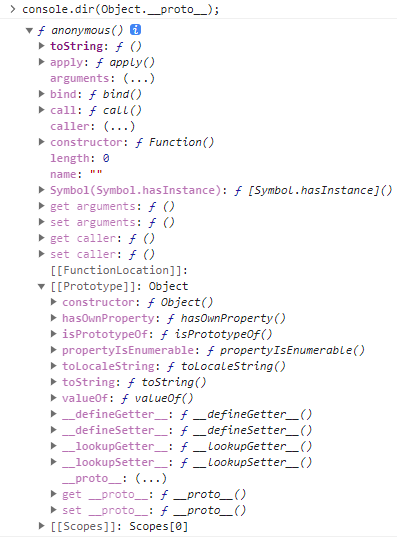 > console.dir(Object.__proto__);
▼ ƒ anonymous() i
▶ toString: ƒ ()
▶ apply: ƒ apply()
arguments: (...)
▶ bind: ƒ bind()
▶ call: ƒ call()
caller: (...)
▶ constructor: ƒ Function()
length: 0
name: ""
▶ Symbol(Symbol.hasInstance): ƒ [Symbol.hasInstance]()
▶ get arguments: ƒ ()
▶ set arguments: ƒ ()
▶ get caller: ƒ ()
▶ set caller: ƒ ()
[[FunctionLocation]]:
▼ [[Prototype]]: Object
▶ constructor: ƒ Object()
▶ hasOwnProperty: ƒ hasOwnProperty()
▶ isPrototypeOf: ƒ isPrototypeOf()
▶ propertyIsEnumerable: ƒ propertyIsEnumerable()
▶ toLocaleString: ƒ toLocaleString()
▶ toString: ƒ toString()
▶ valueOf: ƒ valueOf()
▶ __defineGetter__: ƒ __defineGetter__()
▶ __defineSetter__: ƒ __defineSetter__()
▶ __lookupGetter__: ƒ __lookupGetter__()
▶ __lookupSetter__: ƒ __lookupSetter__()
__proto__: (...)
▶ get __proto__: ƒ __proto__()
▶ set __proto__: ƒ __proto__()
▶ [[Scopes]]: Scopes[0]